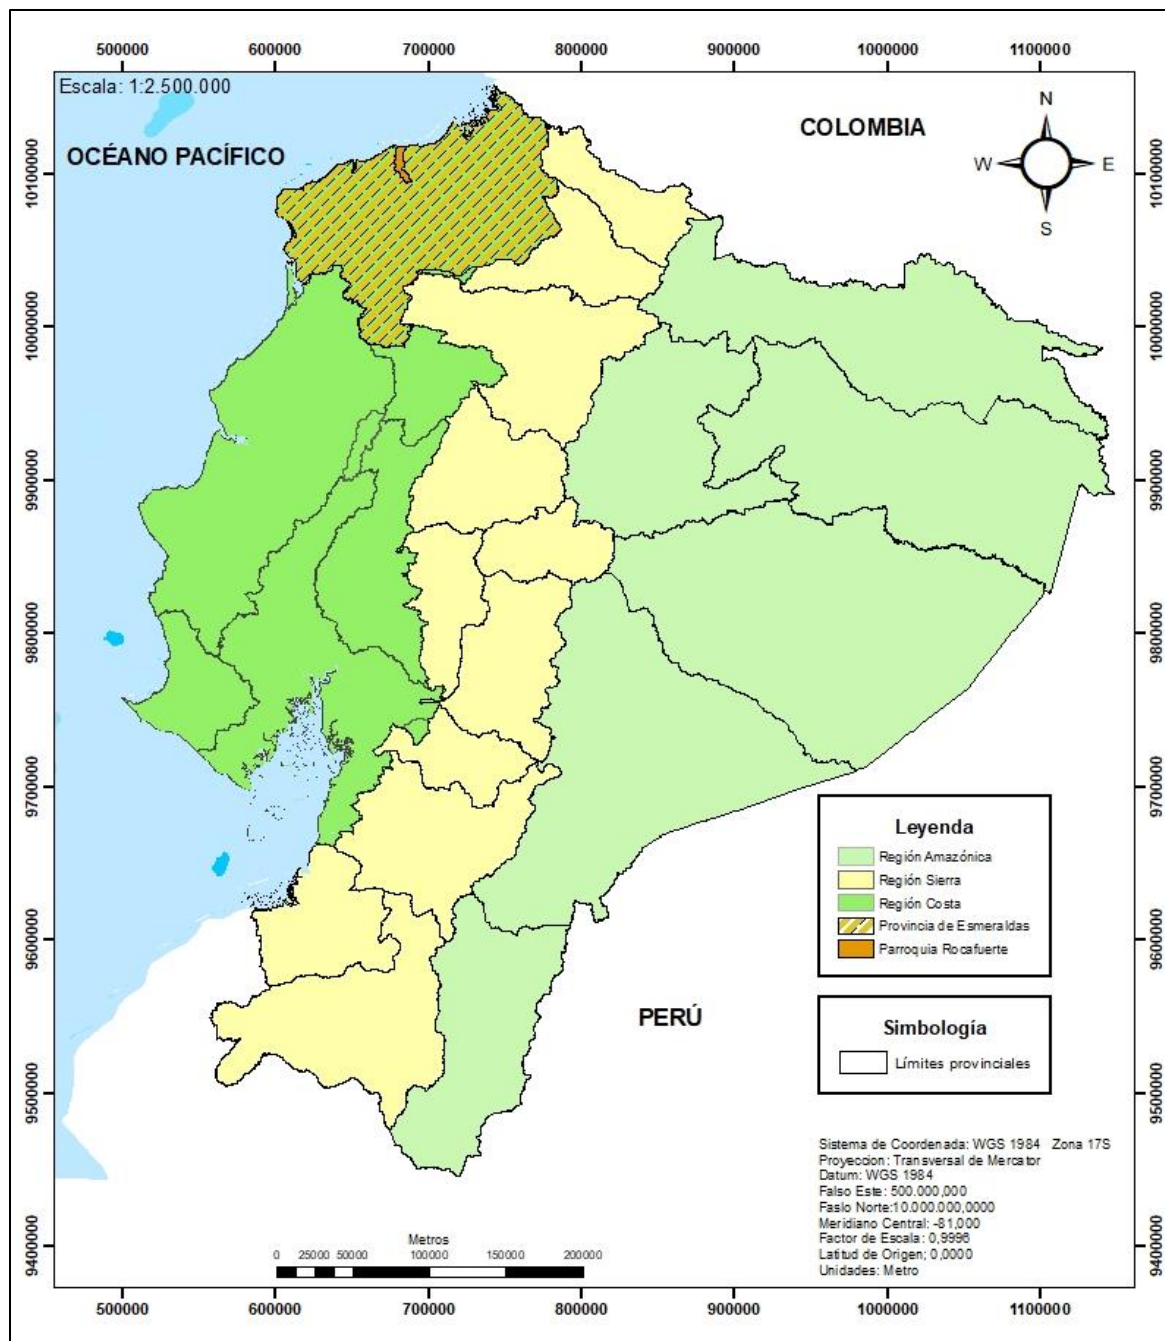 500000 600000 700000 800000 900000 1000000 1100000
Escala: 1:2.500.000
OCÉANO PACÍFICO
COLOMBIA
N
W E
S
10100000 10100000
10000000 10000000
9900000 9900000
9800000 9800000
9700000 9700000
9600000 9600000
9500000 9500000
9400000 9400000
PERÚ
Leyenda
Región Amazónica
Región Sierra
Región Costa
Provincia de Esmeraldas
Parroquia Rocafuerte
Simbología
Límites provinciales
Sistema de Coordenada: WGS 1984 Zona 17S
Proyeccion: Transversal de Mercator
Datum: WGS 1984
Falso Este: 500.000,000
Faslo Norte:10.000.000,0000
Meridiano Central: -81,000
Factor de Escala: 0,9996
Latitud de Origen; 0,0000
Unidades: Metro
Metros
0 25000 50000 100000 150000 200000
500000 600000 700000 800000 900000 1000000 1100000